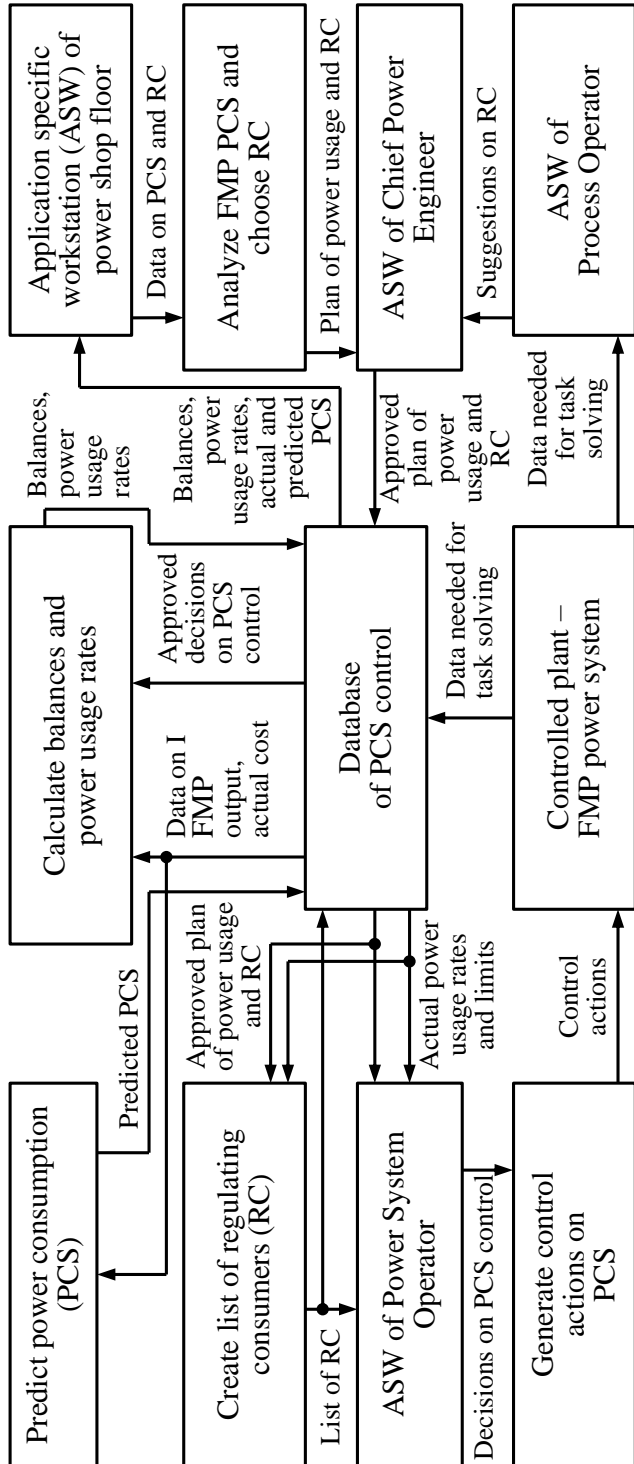 Predict power consumption
(PCS)
Predicted PCS
Calculate balances and
power usage rates
Balances,
power
usage
rates
Application specific
workstation (ASW) of
power shop floor
Data on I
FMP
output,
actual cost
Approved
decisions
on PCS
control
Balances,
power
usage rates,
actual and
predicted
PCS
Data on PCS and RC
Create list of regulating
consumers (RC)
Approved plan
of power usage
and RC
Analyze FMP PCS and
choose RC
List of RC
Database
of PCS control
Plan of power usage and RC
ASW of Power System
Operator
Actual power
usage rates
and limits
Approved
plan of
power
usage and
RC
ASW of Chief Power
Engineer
Decisions on PCS control
Data needed for
task solving
Suggestions on RC
Generate control
actions on
PCS
Control
actions
Controlled plant –
FMP power system
Data needed
for task
solving
ASW of
Process Operator